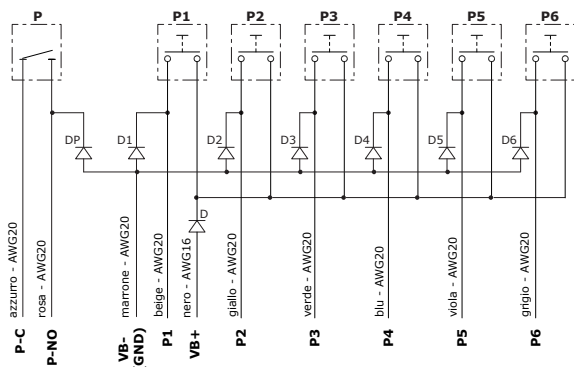 P P1 P2 P3 P4 P5 P6
DP D1 D2 D3 D4 D5 D6
D
azzurro - AWG20
rosa - AWG20
marrone - AWG20
beige - AWG20
nero - AWG16
giallo - AWG20
verde - AWG20
blu - AWG20
viola - AWG20
grigio - AWG20
P-C
P-NO
VB-
(GND)
P1
VB+
P2
P3
P4
P5
P6